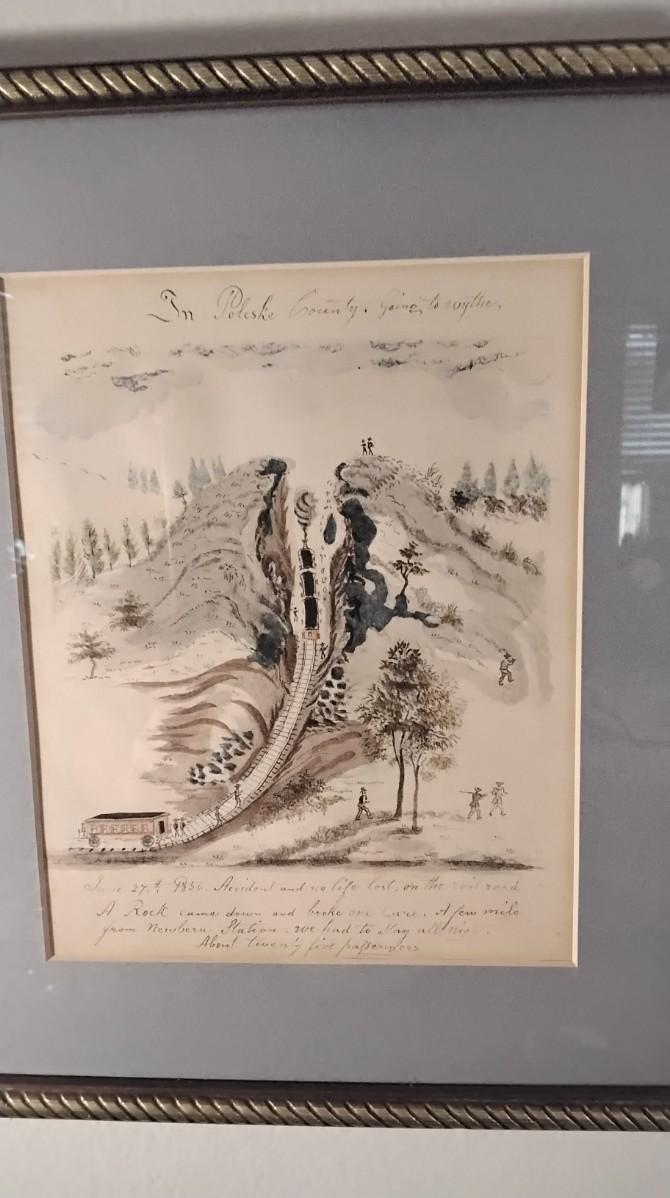 In Poleske County. Going to wythe.
June 27.th 1856. Accident and no life lost, on the rail road
A Rock came down and broke one care. A few mile
from Newbern Station. we had to stay all
About twenty five passengers